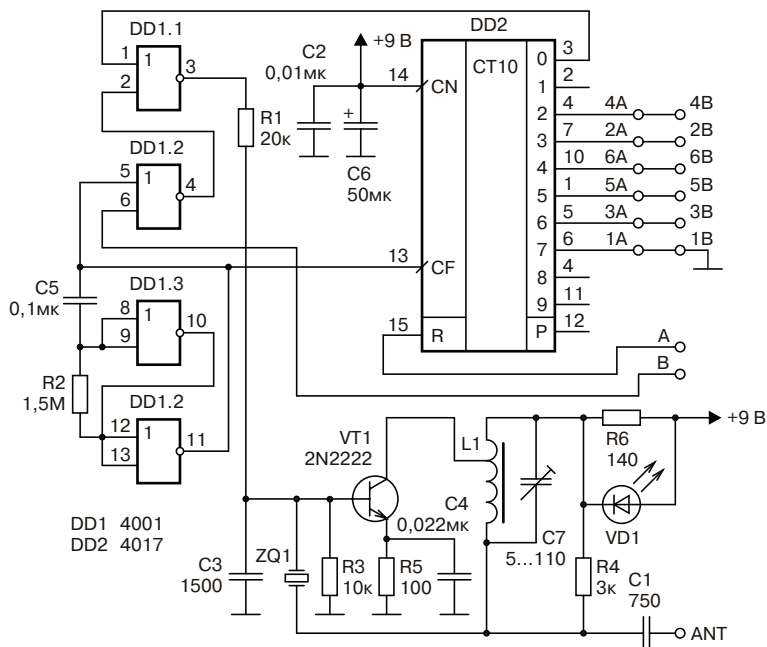 DD1.1
1
2
1
3
R1
20к
DD1.2
5
6
1
4
C5
0,1мк
DD1.3
8
9
1
10
R2
1,5М
DD1.2
12
13
1
11
DD1 4001
DD2 4017
C2
0,01мк
+9 В
14
+
C6
50мк
13
15
DD2
CN
CF
R
CT10
0
1
2
3
4
5
6
7
8
9
P
3
2
4 4A 4B
7 2A 2B
10 6A 6B
1 5A 5B
5 3A 3B
6 1A 1B
4
11
12
A
B
VT1
2N2222
L1
C4
0,022мк
C7
5...110
R6
140
+9 В
VD1
C3
1500
ZQ1
R3
10к
R5
100
R4
3к
C1
750
ANT